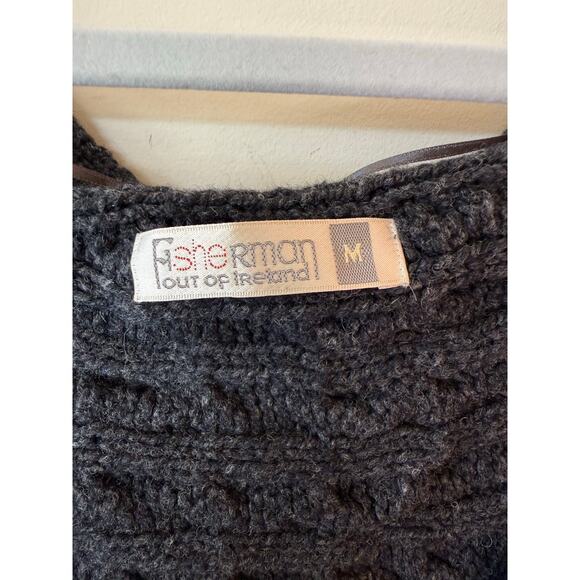 FisheRman
OUT OF IReland
M